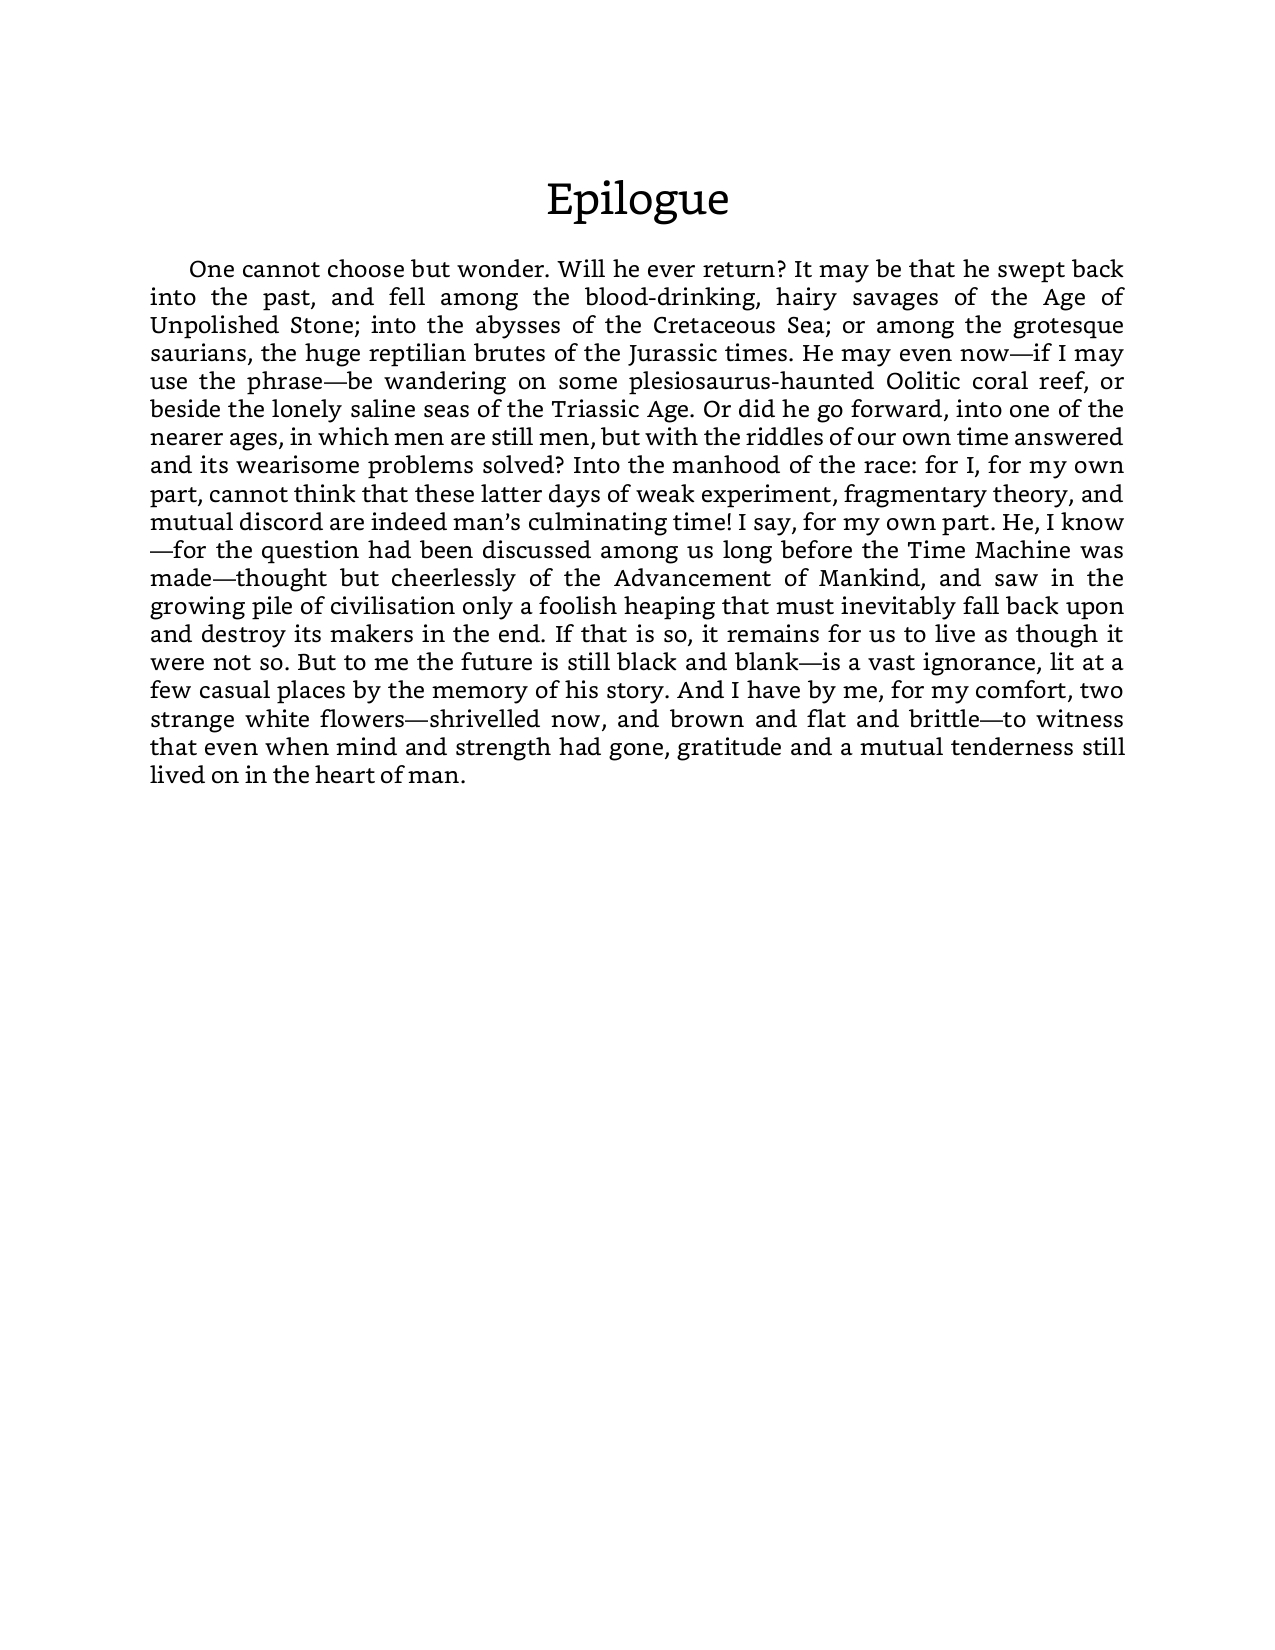 Epilogue
One cannot choose but wonder. Will he ever return? It may be that he swept back
into the past, and fell among the blood-drinking, hairy savages of the Age of
Unpolished Stone; into the abysses of the Cretaceous Sea; or among the grotesque
saurians, the huge reptilian brutes of the Jurassic times. He may even now—if I may
use the phrase—be wandering on some plesiosaurus-haunted Oolitic coral reef, or
beside the lonely saline seas of the Triassic Age. Or did he go forward, into one of the
nearer ages, in which men are still men, but with the riddles of our own time answered
and its wearisome problems solved? Into the manhood of the race: for I, for my own
part, cannot think that these latter days of weak experiment, fragmentary theory, and
mutual discord are indeed man’s culminating time! I say, for my own part. He, I know
—for the question had been discussed among us long before the Time Machine was
made—thought but cheerlessly of the Advancement of Mankind, and saw in the
growing pile of civilisation only a foolish heaping that must inevitably fall back upon
and destroy its makers in the end. If that is so, it remains for us to live as though it
were not so. But to me the future is still black and blank—is a vast ignorance, lit at a
few casual places by the memory of his story. And I have by me, for my comfort, two
strange white flowers—shrivelled now, and brown and flat and brittle—to witness
that even when mind and strength had gone, gratitude and a mutual tenderness still
lived on in the heart of man.